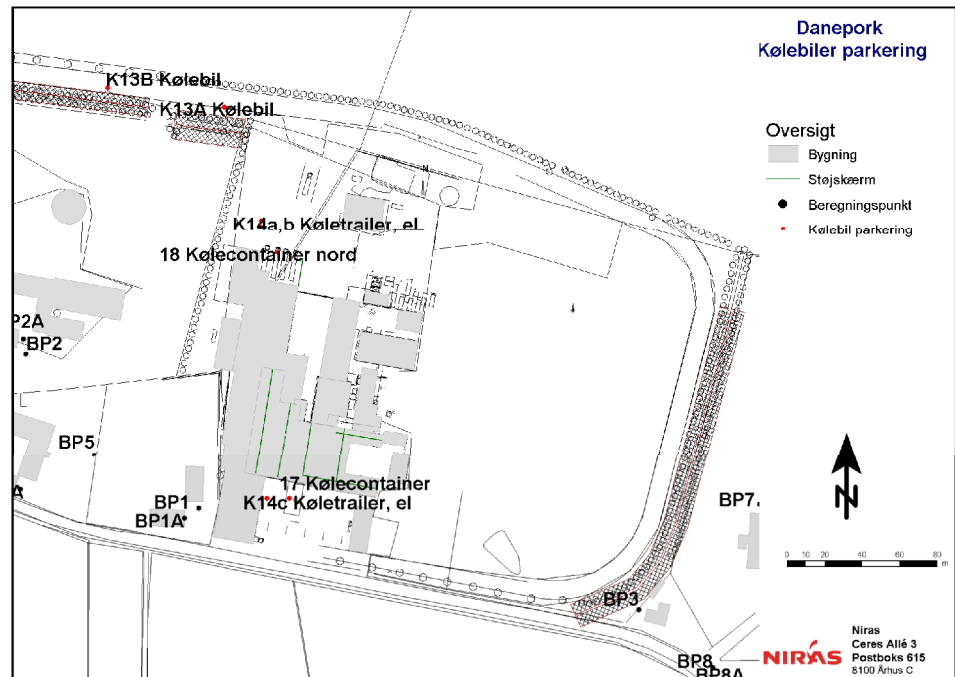 Danepork
Kølebiler parkering
K13B Kølebil
K13A Kølebil
Oversigt
Bygning
Støjskærm
Beregningspunkt
Kølebil parkering
K14a,b Køletrailer, el
18 Kølecontainer nord
BP2
BP5
17 Kølecontainer
K14c Køletrailer, el
BP1
BP1A
BP7
N
0 10 20 40 60 80
m
BP3
BP8
BP8A
NIRAS
Niras
Ceres Allé 3
Postboks 615
8100 Århus C